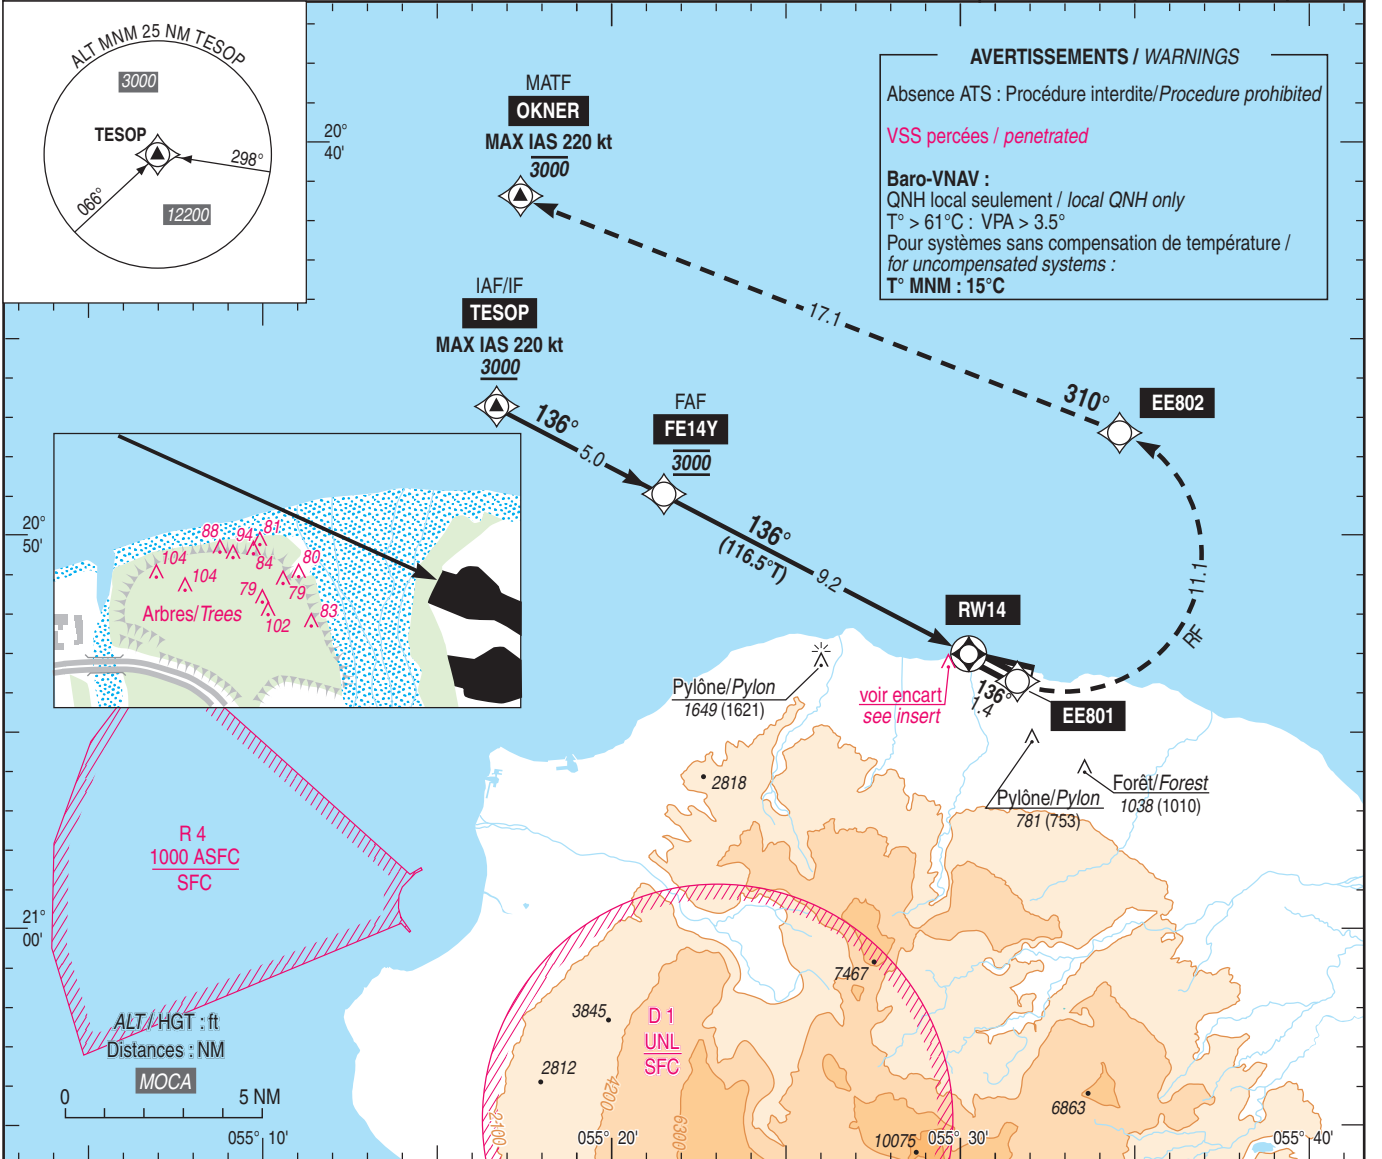 ALT MNM 25 NM TESOP
3000
TESOP
298°
066°
12200
20°
40'
MATF
OKNER
MAX IAS 220 kt
3000
AVERTISSEMENTS / WARNINGS
Absence ATS : Procédure interdite/Procedure prohibited
VSS percées / penetrated
Baro-VNAV :
QNH local seulement / local QNH only
T° > 61°C : VPA > 3.5°
Pour systèmes sans compensation de température /
for uncompensated systems :
T° MNM : 15°C
17.1
IAF/IF
TESOP
MAX IAS 220 kt
3000
136°
5.0
FAF
FE14Y
3000
310°
EE802
136°
(116.5°T)
9.2
11.1
RF
RW14
136°
1.4
EE801
20°
50'
88
94
81
84
80
104
104
79
79
83
102
Arbres/Trees
Pylône/Pylon
1649 (1621)
voir encart
see insert
2818
Pylône/Pylon
781 (753)
Forêt/Forest
1038 (1010)
R 4
1000 ASFC
SFC
21°
00'
7467
3845
D 1
UNL
SFC
2812
4200
2100
6300
6863
10075
ALT / HGT : ft
Distances : NM
MOCA
0
5 NM
055° 10'
055° 20'
055° 30'
055° 40'